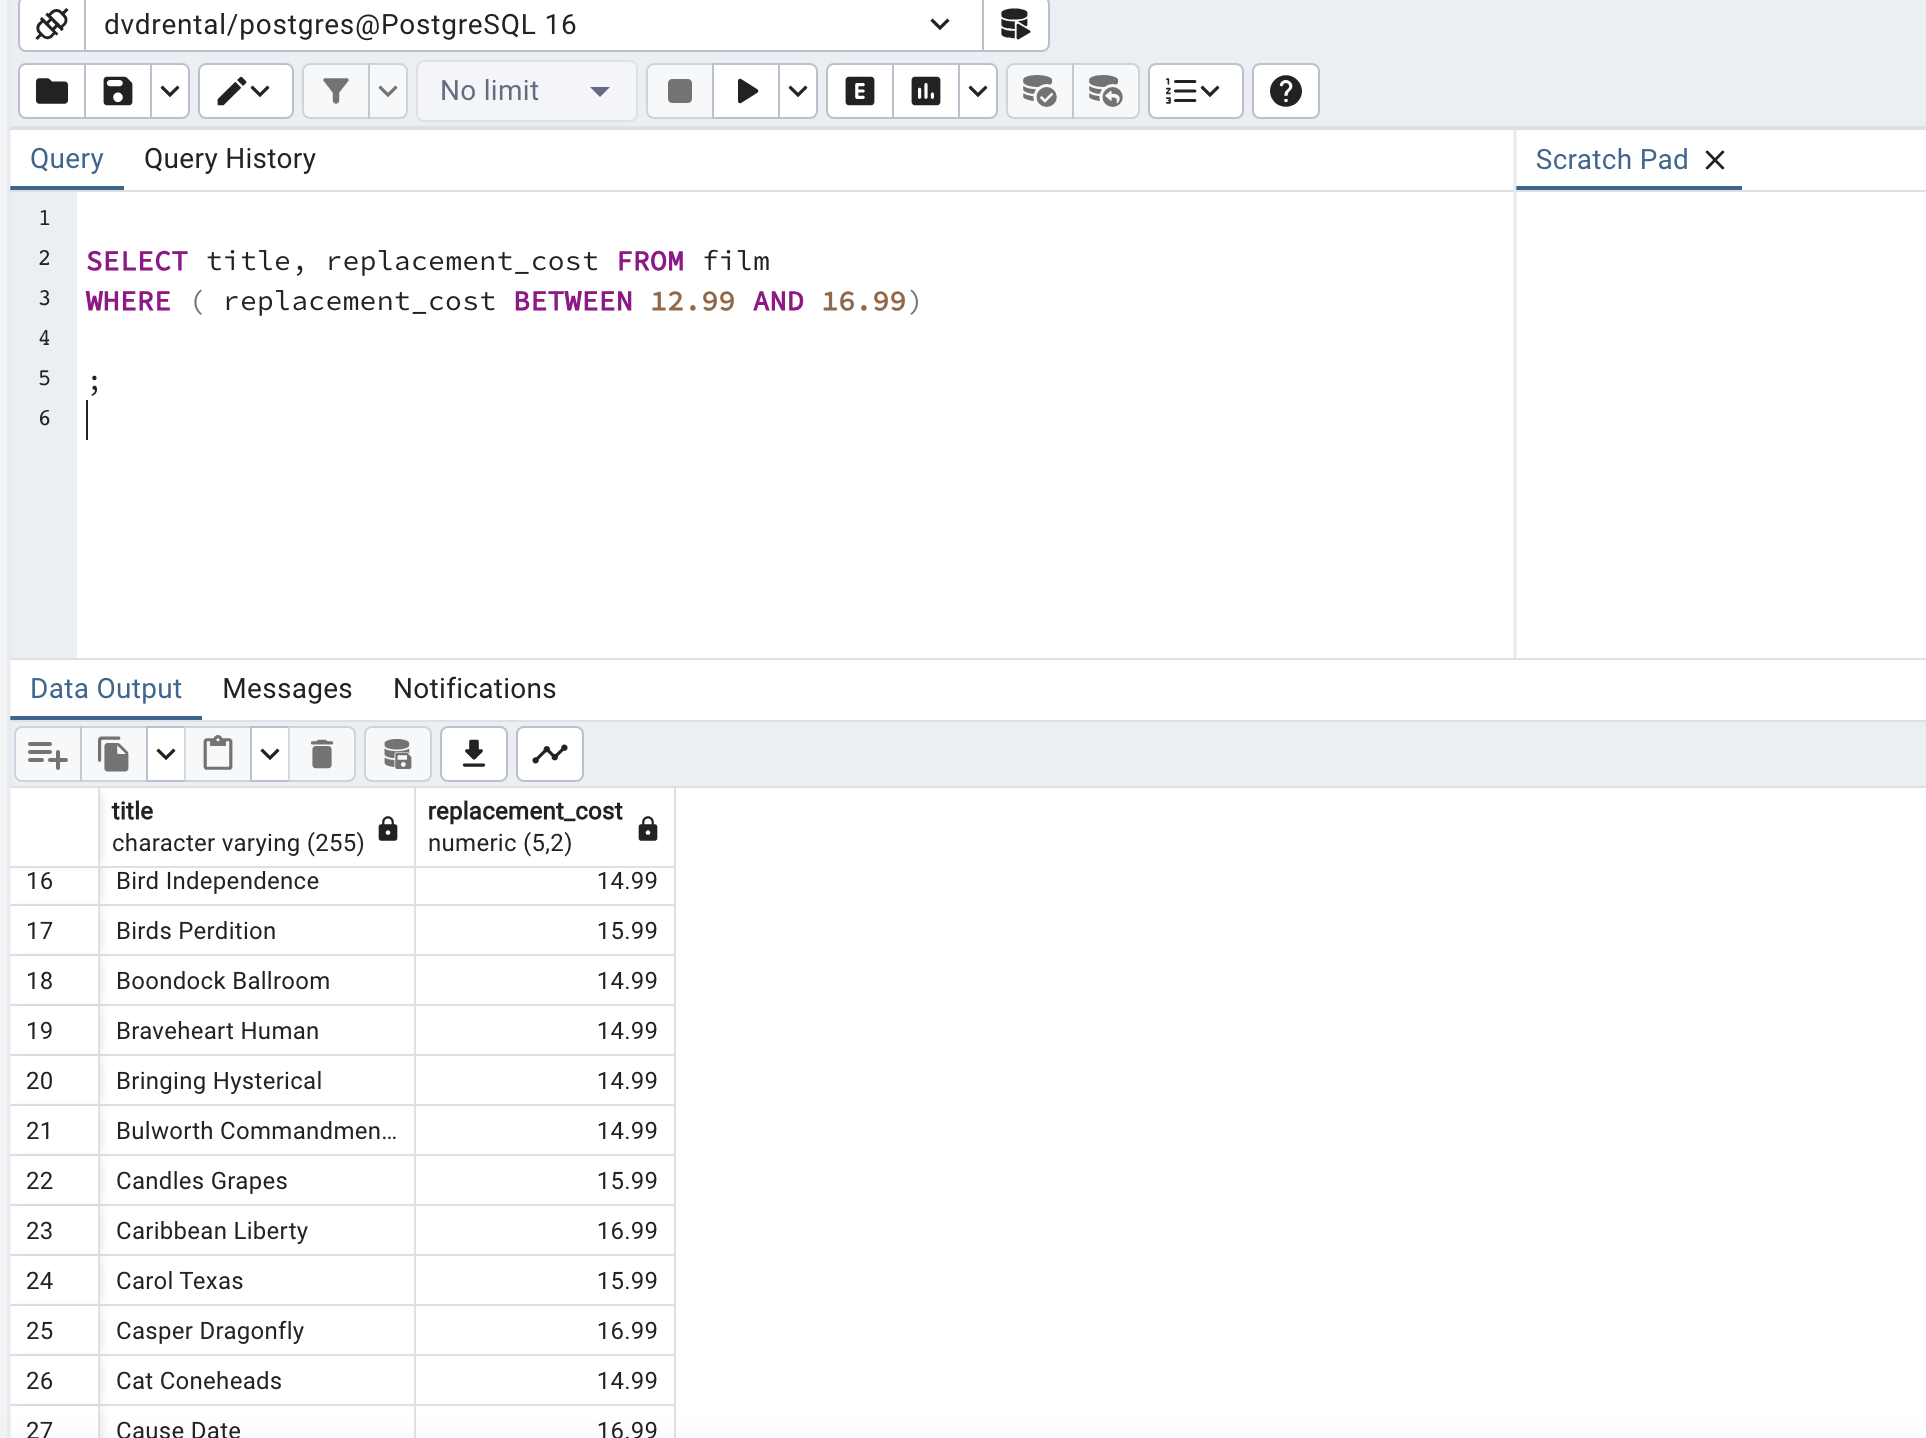 dvdrental/postgres@PostgreSQL 16
No limit
E
Query Query History Scratch Pad
1
2 SELECT title, replacement_cost FROM film
3 WHERE ( replacement_cost BETWEEN 12.99 AND 16.99)
4
5 ;
6
Data Output Messages Notifications
title replacement_cost
character varying (255) numeric (5,2)
16 Bird Independence 14.99
17 Birds Perdition 15.99
18 Boondock Ballroom 14.99
19 Braveheart Human 14.99
20 Bringing Hysterical 14.99
21 Bulworth Commandmen... 14.99
22 Candles Grapes 15.99
23 Caribbean Liberty 16.99
24 Carol Texas 15.99
25 Casper Dragonfly 16.99
26 Cat Coneheads 14.99
27 Cause Date 16.99